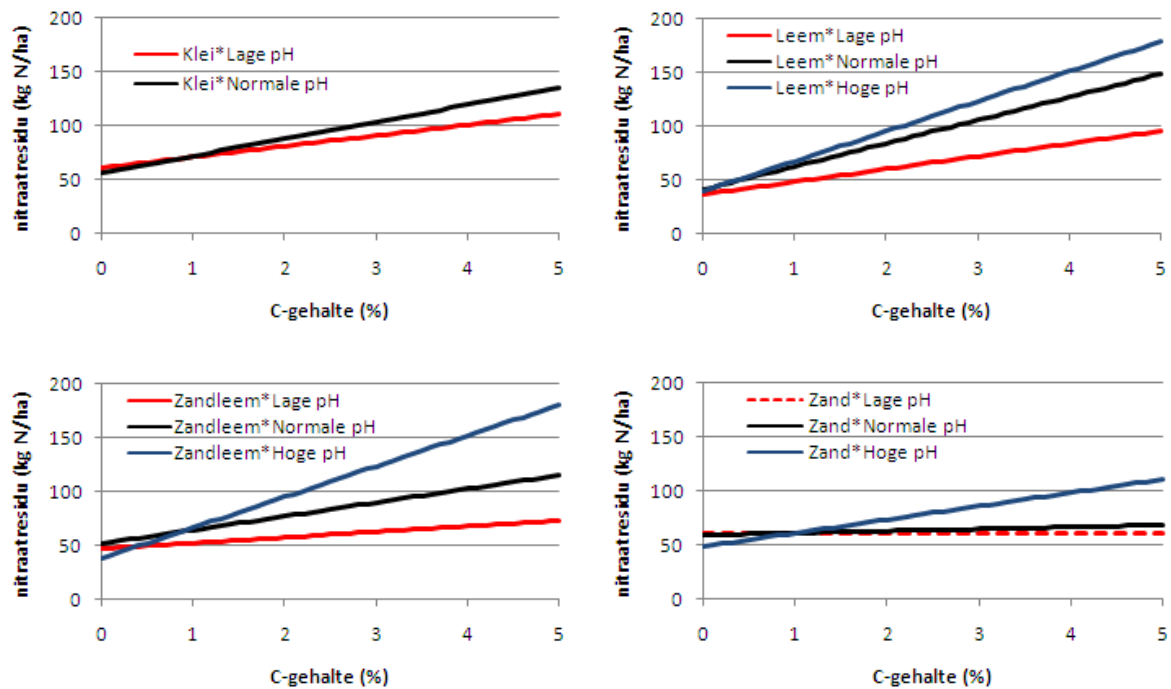 nitraatresidu (kg N/ha)
200
150
100
50
0
Klei*Lage pH
Klei*Normale pH
0 1 2 3 4 5
C-gehalte (%)
nitraatresidu (kg N/ha)
200
150
100
50
0
Leem*Lage pH
Leem*Normale pH
Leem*Hoge pH
0 1 2 3 4 5
C-gehalte (%)
nitraatresidu (kg N/ha)
200
150
100
50
0
Zandleem*Lage pH
Zandleem*Normale pH
Zandleem*Hoge pH
0 1 2 3 4 5
C-gehalte (%)
nitraatresidu (kg N/ha)
200
150
100
50
0
Zand*Lage pH
Zand*Normale pH
Zand*Hoge pH
0 1 2 3 4 5
C-gehalte (%)